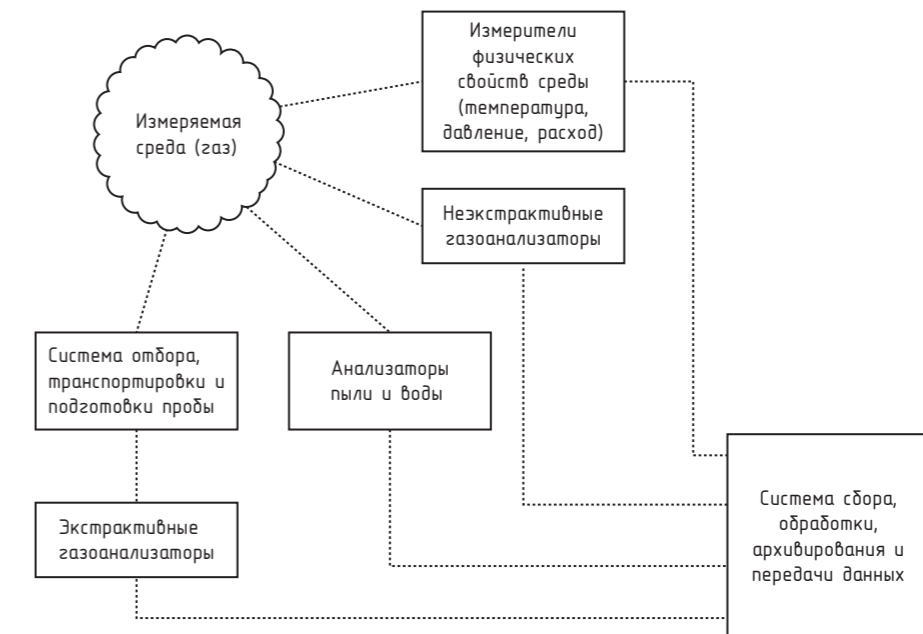 Измерители
физических
свойств среды
(температура,
давление, расход)
Измеряемая
среда (газ)
Неэкстрактивные
газоанализаторы
Система отбора,
транспортировки и
подготовки пробы
Анализаторы
пыли и воды
Экстрактивные
газоанализаторы
Система сбора,
обработки,
архивирования и
передачи данных